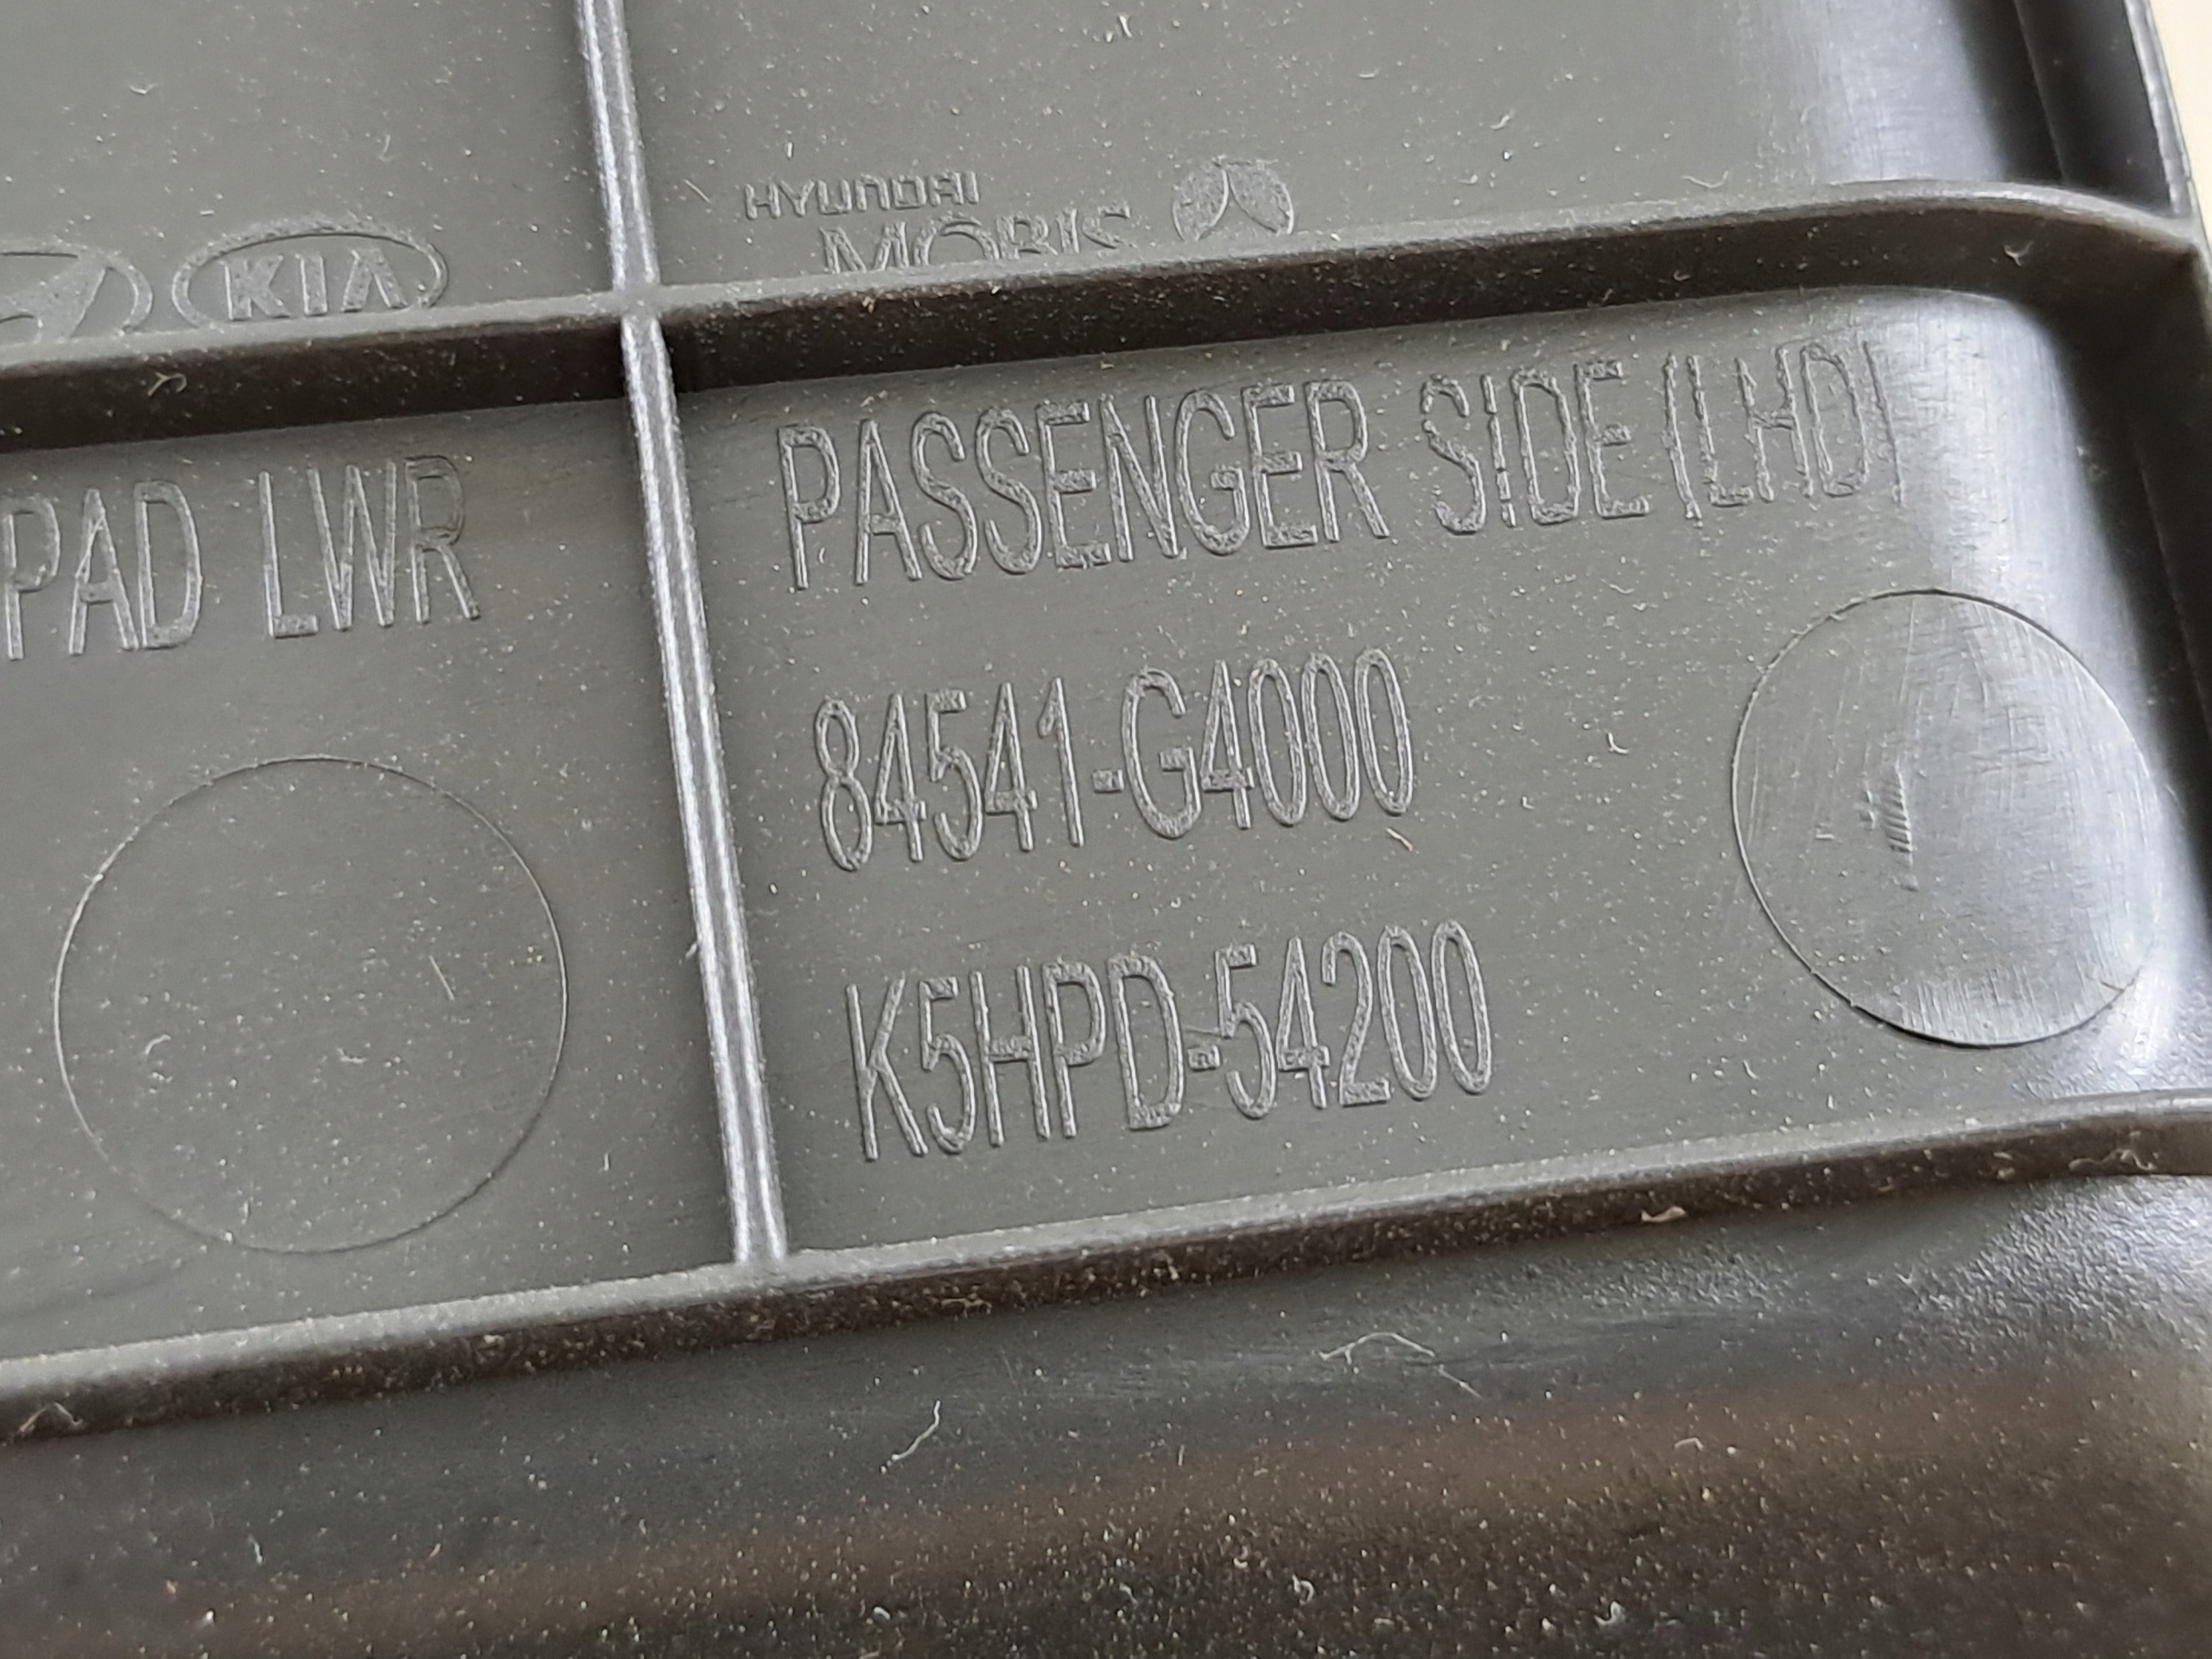 HYUNDAI
MOBIS
KIA
PAD LWR
PASSENGER SIDE (LHD)
84541-G4000
K5HPD-54200